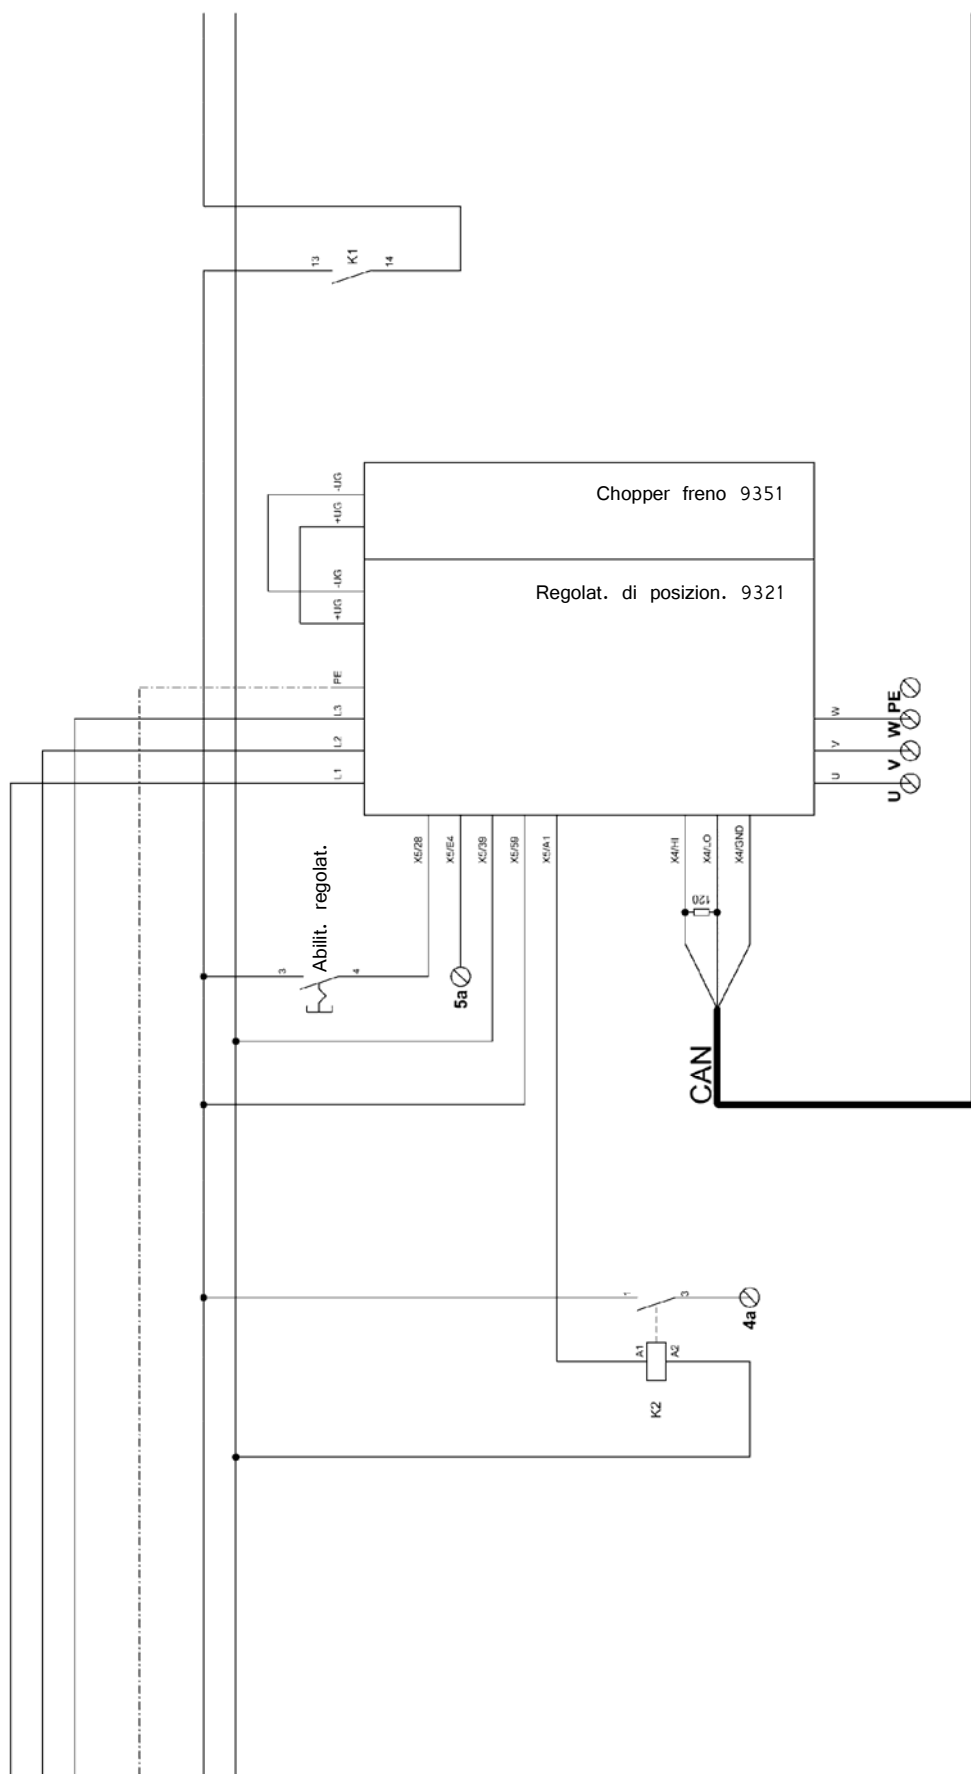 13
K1
14
-UG
+UG
-UG
+UG
PE
L3
L2
L1
Chopper freno 9351
Regolat. di posizion. 9321
W
V
U
PE
W
V
U
X5/28
X5/E4
X5/39
X5/59
X5/A1
X4/HI
X4/LO
X4/GND
120
3
Abilit. regolat.
4
5a
CAN
1
3
4a
A1
A2
K2